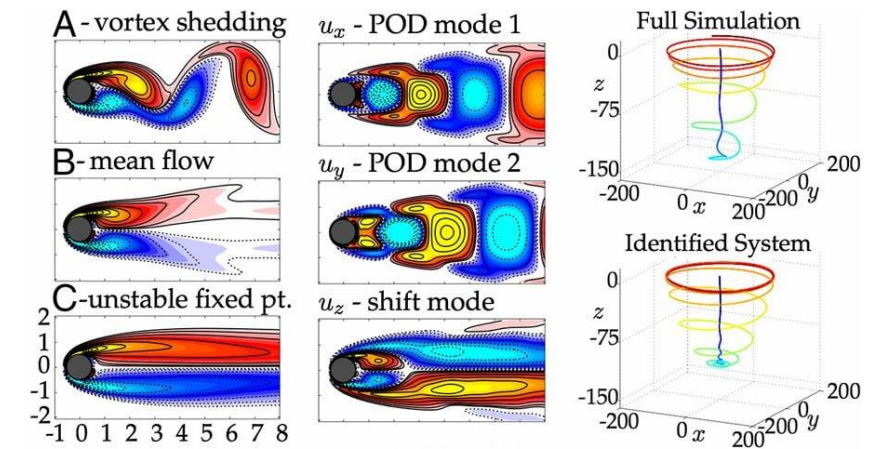 A - vortex shedding
B- mean flow
C-unstable fixed pt.
2
1
0
-1
-2
-1 0 1 2 3 4 5 6 7 8
u_x - POD mode 1
u_y - POD mode 2
u_z - shift mode
Full Simulation
0
z
-75
-150
-200
0 x
200
-200
0 y
200
Identified System
0
z
-75
-150
-200
0 x
200
-200
0 y
200